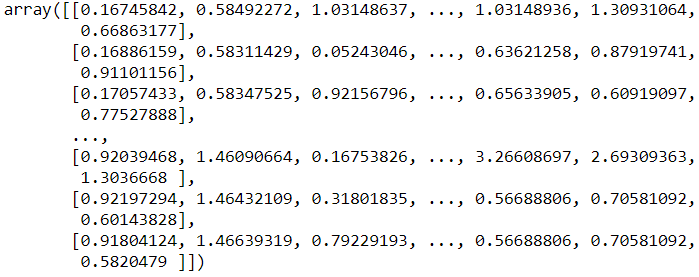 array([[0.16745842, 0.58492272, 1.03148637, ..., 1.03148936, 1.30931064,
0.66863177],
[0.16886159, 0.58311429, 0.05243046, ..., 0.63621258, 0.87919741,
0.91101156],
[0.17057433, 0.58347525, 0.92156796, ..., 0.65633905, 0.60919097,
0.77527888],
...,
[0.92039468, 1.46090664, 0.16753826, ..., 3.26608697, 2.69309363,
1.3036668 ],
[0.92197294, 1.46432109, 0.31801835, ..., 0.56688806, 0.70581092,
0.60143828],
[0.91804124, 1.46639319, 0.79229193, ..., 0.56688806, 0.70581092,
0.5820479 ]])